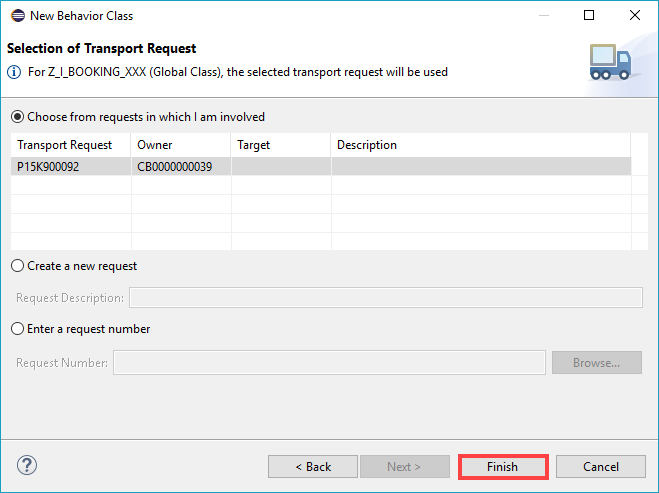 New Behavior Class
Selection of Transport Request
For Z_I_BOOKING_XXX (Global Class), the selected transport request will be used
Choose from requests in which I am involved
Transport Request Owner Target Description
P15K900092 CB0000000039
Create a new request
Request Description:
Enter a request number
Request Number: Browse...
? < Back Next > Finish Cancel